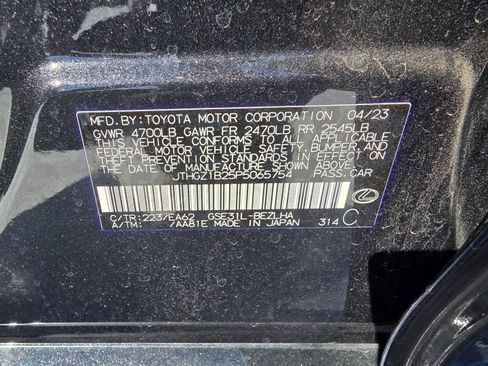 MFD. BY: TOYOTA MOTOR CORPORATION 04/23
GVWR 4700LB GAWR FR 2470LB RR 2545LB
THIS VEHICLE CONFORMS TO ALL APPLICABLE
FEDERAL MOTOR VEHICLE SAFETY, BUMPER, AND
THEFT PREVENTION STANDARDS IN EFFECT ON
THE DATE OF MANUFACTURE SHOWN ABOVE.
JTHGZ1B25P5065754 PASS. CAR
C/TR: 223/EA62 GSE31L-BEZLHA
A/TM: /AA81E MADE IN JAPAN 314 C